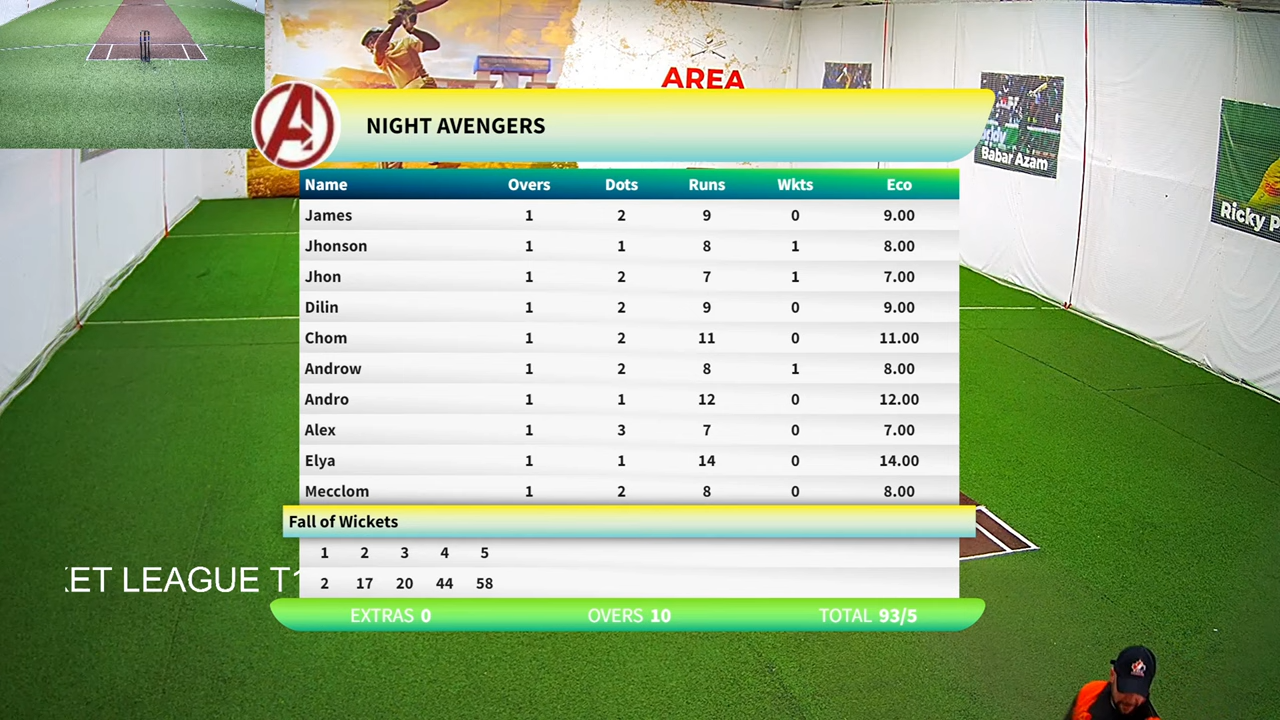 AREA
NIGHT AVENGERS
Babar Azam
Ricky P
Name Overs Dots Runs Wkts Eco
James 1 2 9 0 9.00
Jhonson 1 1 8 1 8.00
Jhon 1 2 7 1 7.00
Dilin 1 2 9 0 9.00
Chom 1 2 11 0 11.00
Androw 1 2 8 1 8.00
Andro 1 1 12 0 12.00
Alex 1 3 7 0 7.00
Elya 1 1 14 0 14.00
Mecclom 1 2 8 0 8.00
Fall of Wickets
1 2 3 4 5
2 17 20 44 58
KET LEAGUE T1
EXTRAS 0 OVERS 10 TOTAL 93/5